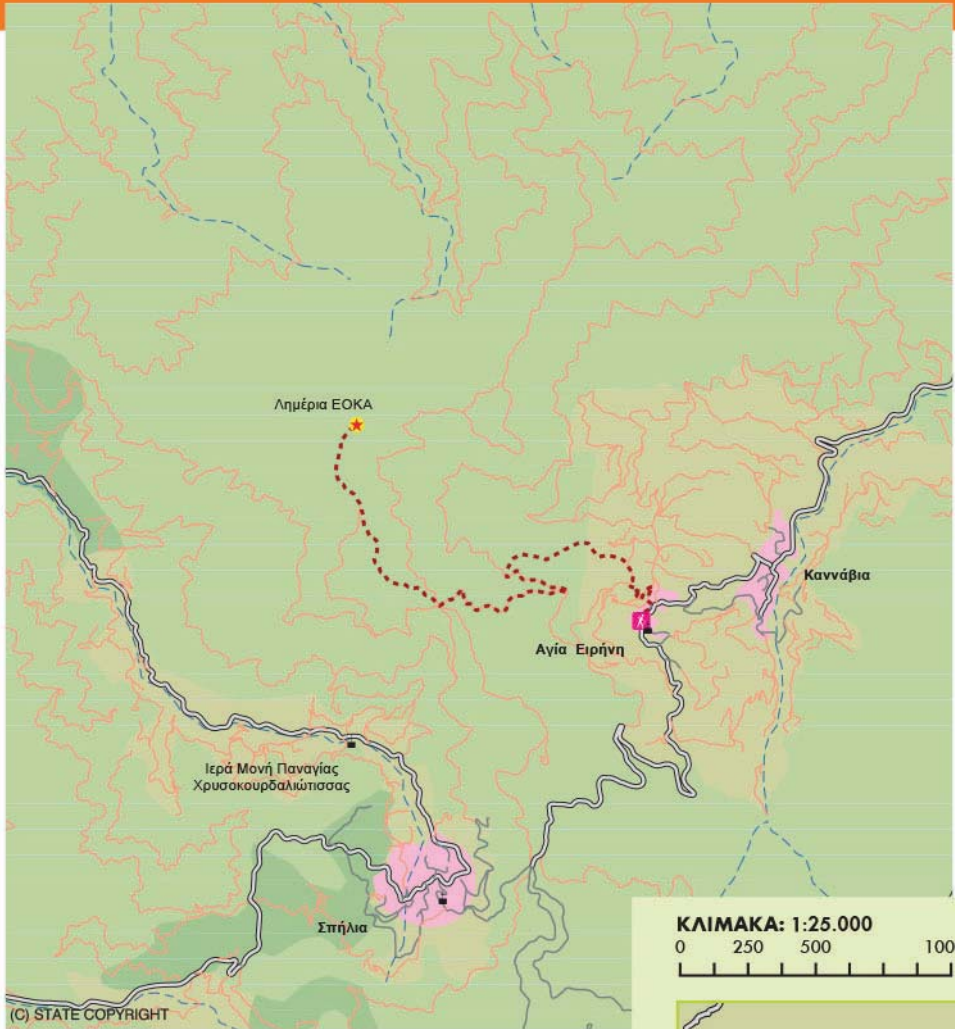 Λημέρια ΕΟΚΑ
Καννάβια
Αγία Ειρήνη
Ιερά Μονή Παναγίας
Χρυσοκουρδαλιώτισσας
Σπήλια
ΚΛΙΜΑΚΑ: 1:25.000
0 250 500 100
(C) STATE COPYRIGHT